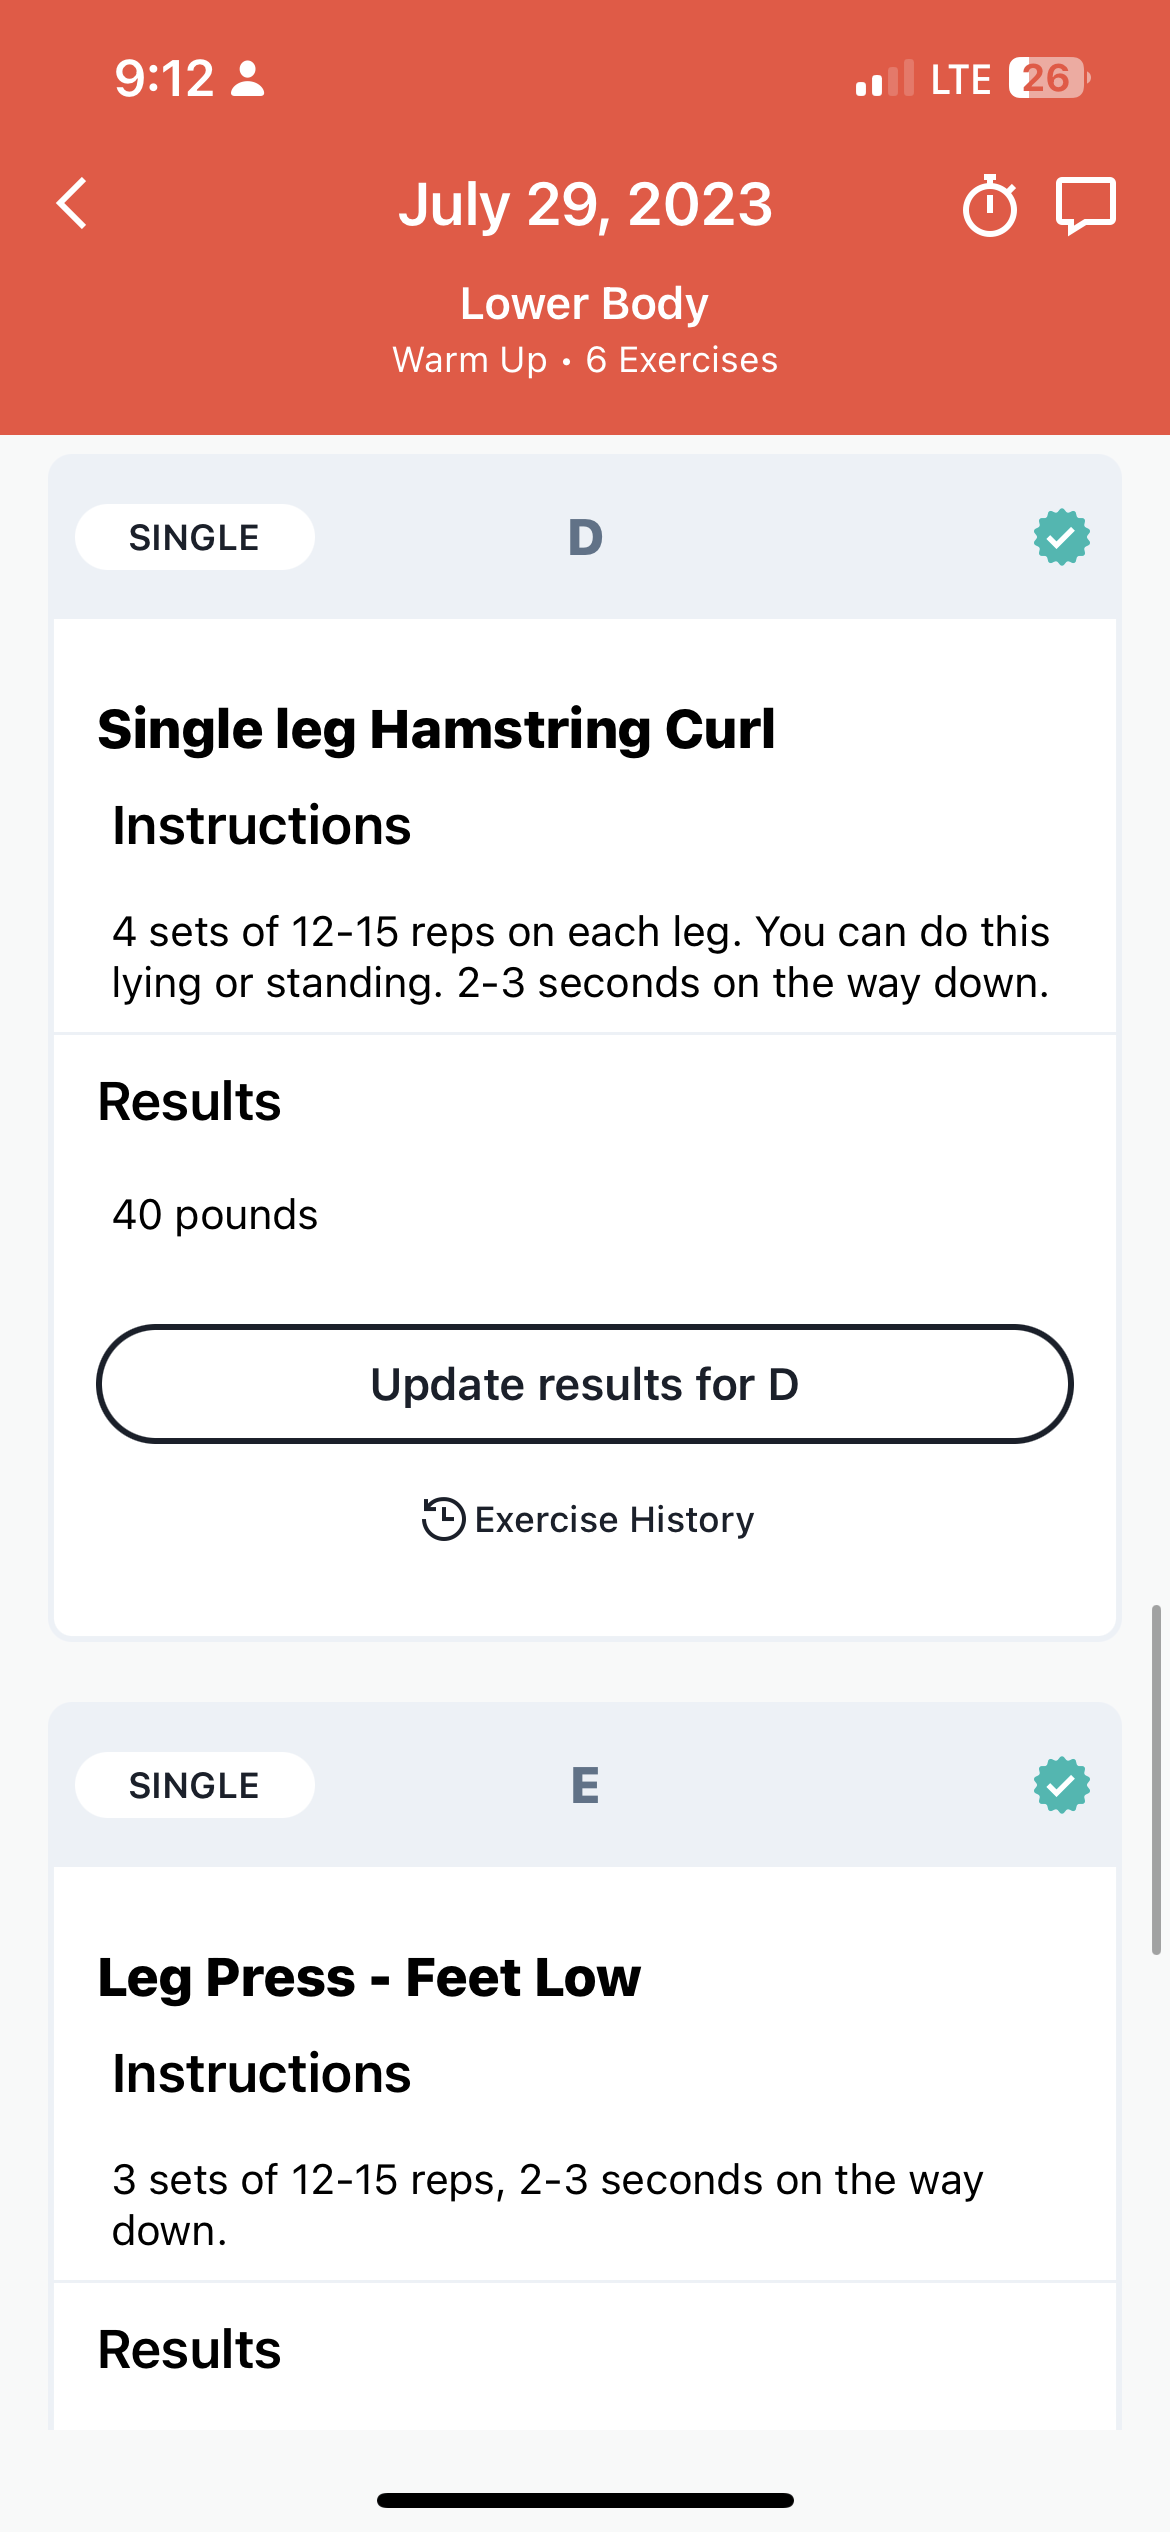 9:12
LTE
26
July 29, 2023
Lower Body
Warm Up • 6 Exercises
SINGLE
D
Single leg Hamstring Curl
Instructions
4 sets of 12-15 reps on each leg. You can do this
lying or standing. 2-3 seconds on the way down.
Results
40 pounds
Update results for D
Exercise History
SINGLE
E
Leg Press - Feet Low
Instructions
3 sets of 12-15 reps, 2-3 seconds on the way
down.
Results